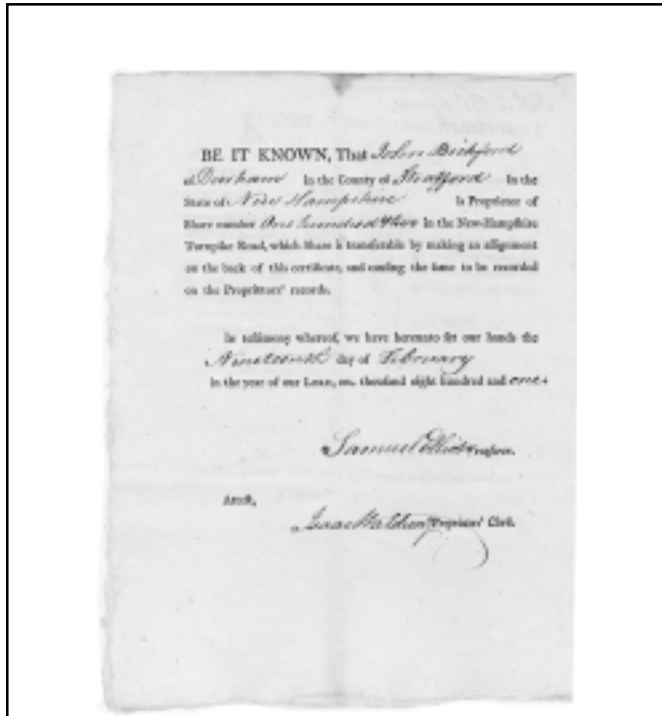 BE IT KNOWN, That John Bickford
of Durham In the County of Strafford In the
State of New Hampshire Is Proprietor of
Share number One hundred & two In the New-Hampshire
Turnpike Road, which Share is transferable by making an assignment
on the back of this certificate, and causing the same to be recorded
on the Proprietors' records.
In testimony whereof, we have hereunto set our hands the
Nineteenth day of February
in the year of our Lord, one thousand eight hundred and one.
Samuel Elliot Treasurer.
Attest,
Isaac Waldron Proprietors' Clerk.